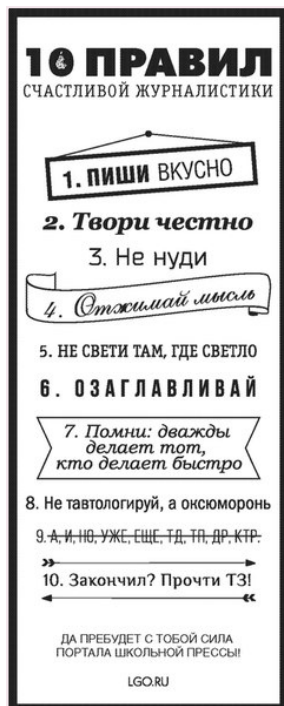 10 ПРАВИЛ
СЧАСТЛИВОЙ ЖУРНАЛИСТИКИ
1. ПИШИ ВКУСНО
2. Твори честно
3. Не нуди
4. Отжимай мысль
5. НЕ СВЕТИ ТАМ, ГДЕ СВЕТЛО
6. ОЗАГЛАВЛИВАЙ
7. Помни: дважды
делает тот,
кто делает быстро
8. Не тавтологируй, а оксюморонь
9. А, И, НО, УЖЕ, ЕЩЕ, ТД, ТП, ДР, КТР.
10. Закончил? Прочти ТЗ!
ДА ПРЕБУДЕТ С ТОБОЙ СИЛА
ПОРТАЛА ШКОЛЬНОЙ ПРЕССЫ!
LGO.RU